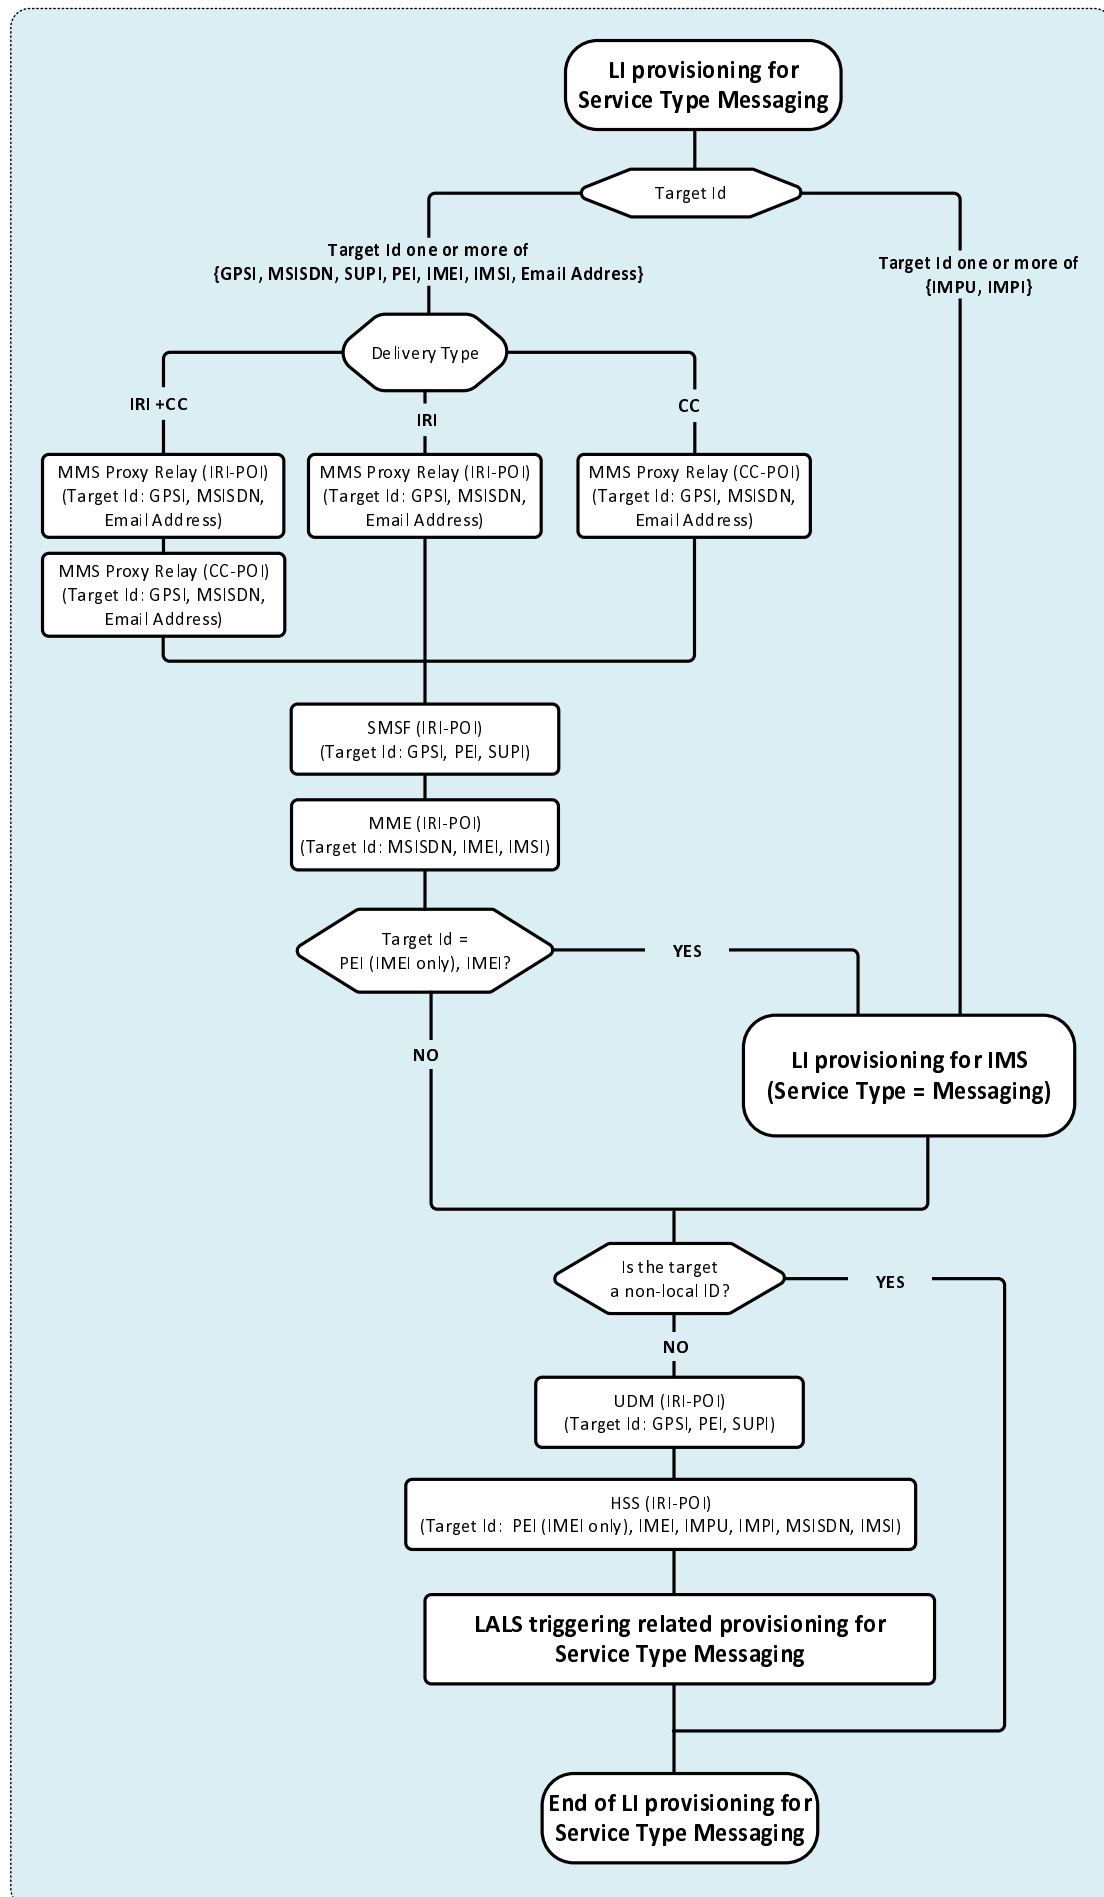 LI provisioning for
Service Type Messaging
Target Id
Target Id one or more of
{GPSI, MSISDN, SUPI, PEI, IMEI, IMSI, Email Address}
Target Id one or more of
{IMPU, IMPI}
Delivery Type
IRI +CC
IRI
CC
MMS Proxy Relay (IRI-POI)
(Target Id: GPSI, MSISDN,
Email Address)
MMS Proxy Relay (IRI-POI)
(Target Id: GPSI, MSISDN,
Email Address)
MMS Proxy Relay (CC-POI)
(Target Id: GPSI, MSISDN,
Email Address)
MMS Proxy Relay (CC-POI)
(Target Id: GPSI, MSISDN,
Email Address)
SMSF (IRI-POI)
(Target Id: GPSI, PEI, SUPI)
MME (IRI-POI)
(Target Id: MSISDN, IMEI, IMSI)
Target Id =
PEI (IMEI only), IMEI?
YES
NO
LI provisioning for IMS
(Service Type = Messaging)
Is the target
a non-local ID?
YES
NO
UDM (IRI-POI)
(Target Id: GPSI, PEI, SUPI)
HSS (IRI-POI)
(Target Id: PEI (IMEI only), IMEI, IMPU, IMPI, MSISDN, IMSI)
LALS triggering related provisioning for
Service Type Messaging
End of LI provisioning for
Service Type Messaging